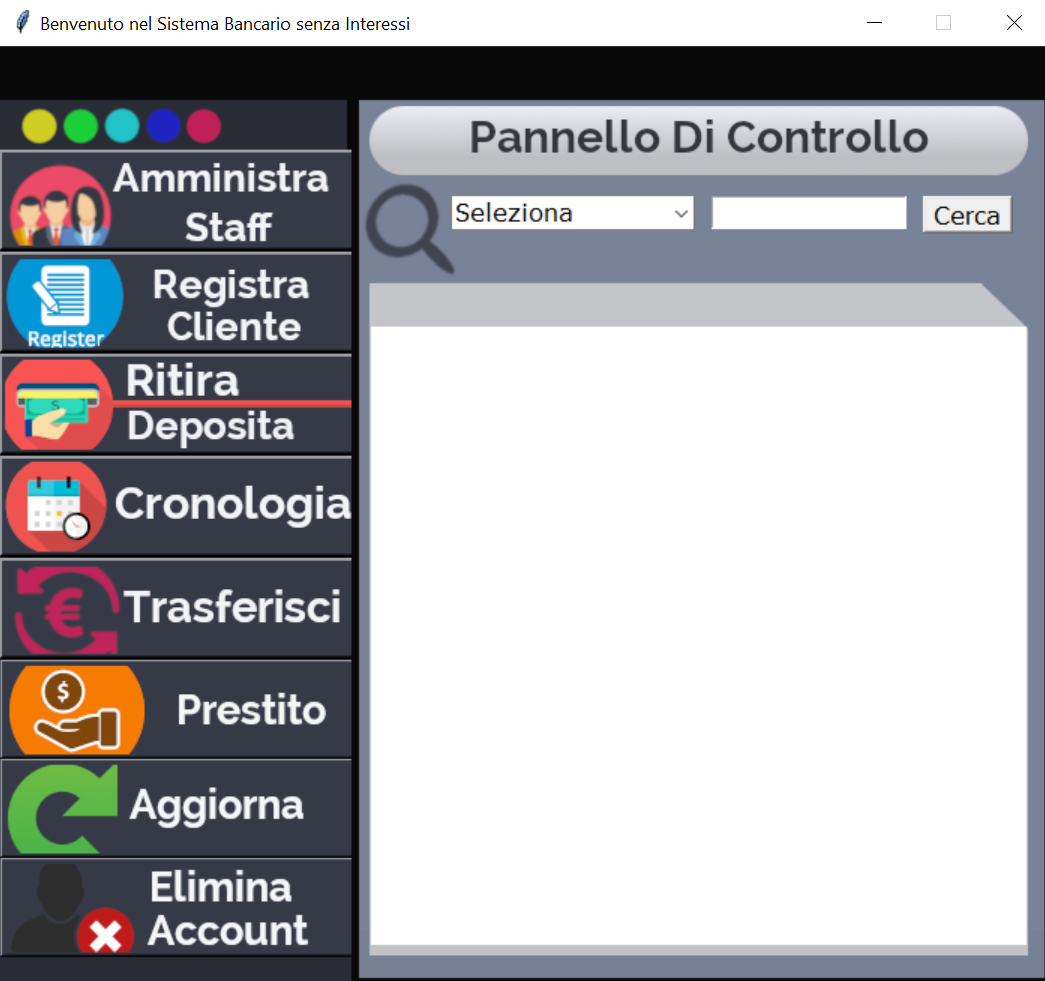 Benvenuto nel Sistema Bancario senza Interessi
Pannello Di Controllo
Seleziona
Cerca
Amministra
Staff
Register
Registra
Cliente
Ritira
Deposita
$
Cronologia
€
Trasferisci
$
Prestito
Aggiorna
Elimina
Account